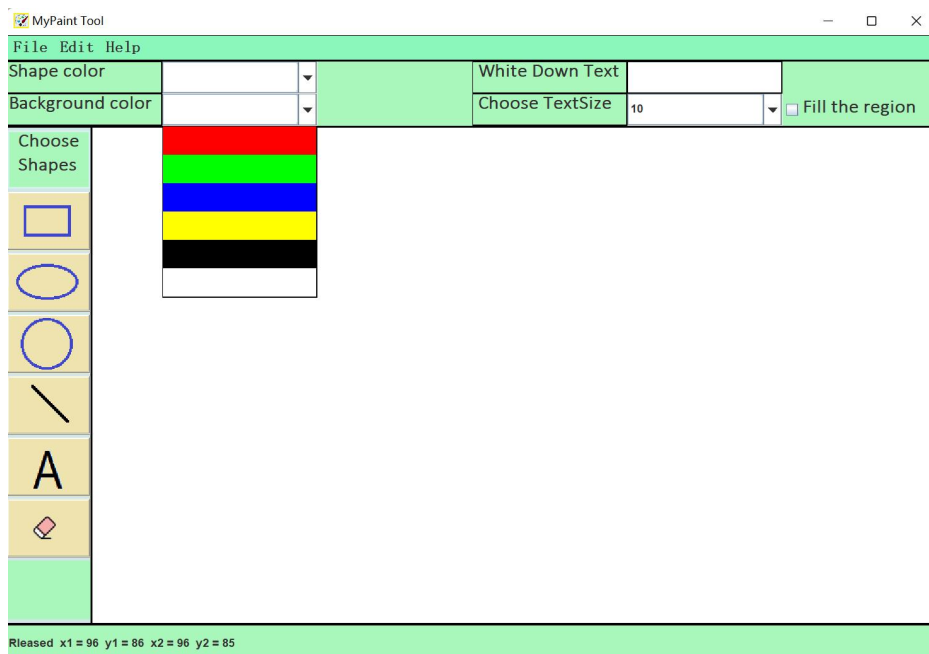 MyPaint Tool
File Edit Help
Shape color
White Down Text
Background color
Choose TextSize
10
Fill the region
Choose
Shapes
A
Rleased x1 = 96 y1 = 86 x2 = 96 y2 = 85